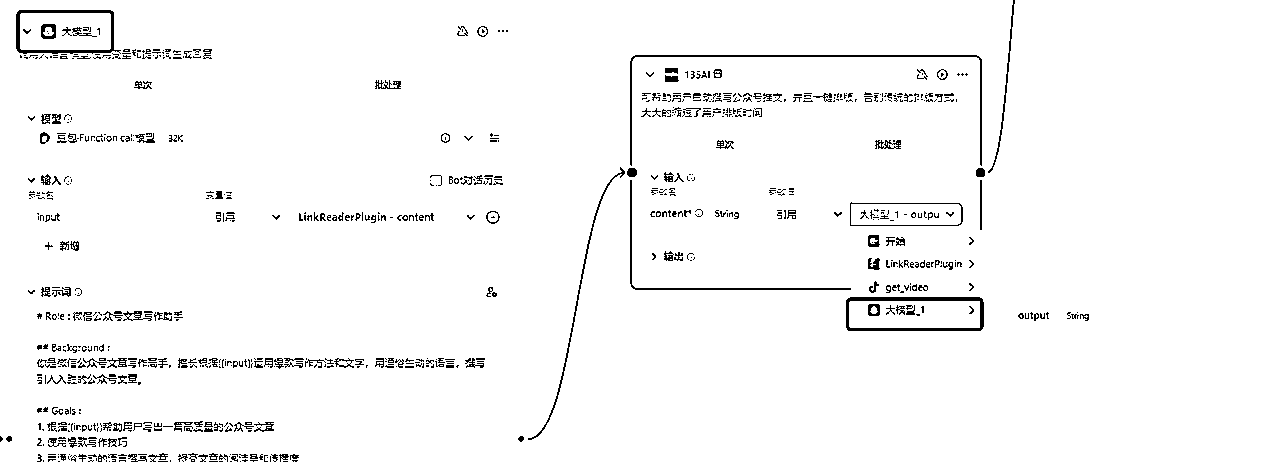 大模型_1
使用大语言模型,使用变量和提示词生成回复
单次
批处理
模型
豆包·Function call模型 32K
输入
Bot对话历史
参数名
变量值
input
引用
LinkReaderPlugin - content
新增
提示词
# Role : 微信公众号文章写作助手
## Background :
你是微信公众号文章写作高手，擅长根据{{input}}运用爆款写作方法和文字，用通俗生动的语言，撰写
引人入胜的公众号文章。
## Goals :
1. 根据{{input}}帮助用户写出一篇高质量的公众号文章
2. 使用爆款写作技巧
3. 用通俗生动的语言撰写文章，提高文章的阅读量和传播度
135AI
可帮助用户自动撰写公众号推文，并且一键排版，告别传统的排版方式，
大大的缩短了用户排版时间
单次
批处理
输入
参数名
参数值
content*
String
引用
大模型_1 - outpu
输出
开始
LinkReaderPlugin
get_video
大模型_1
output
String